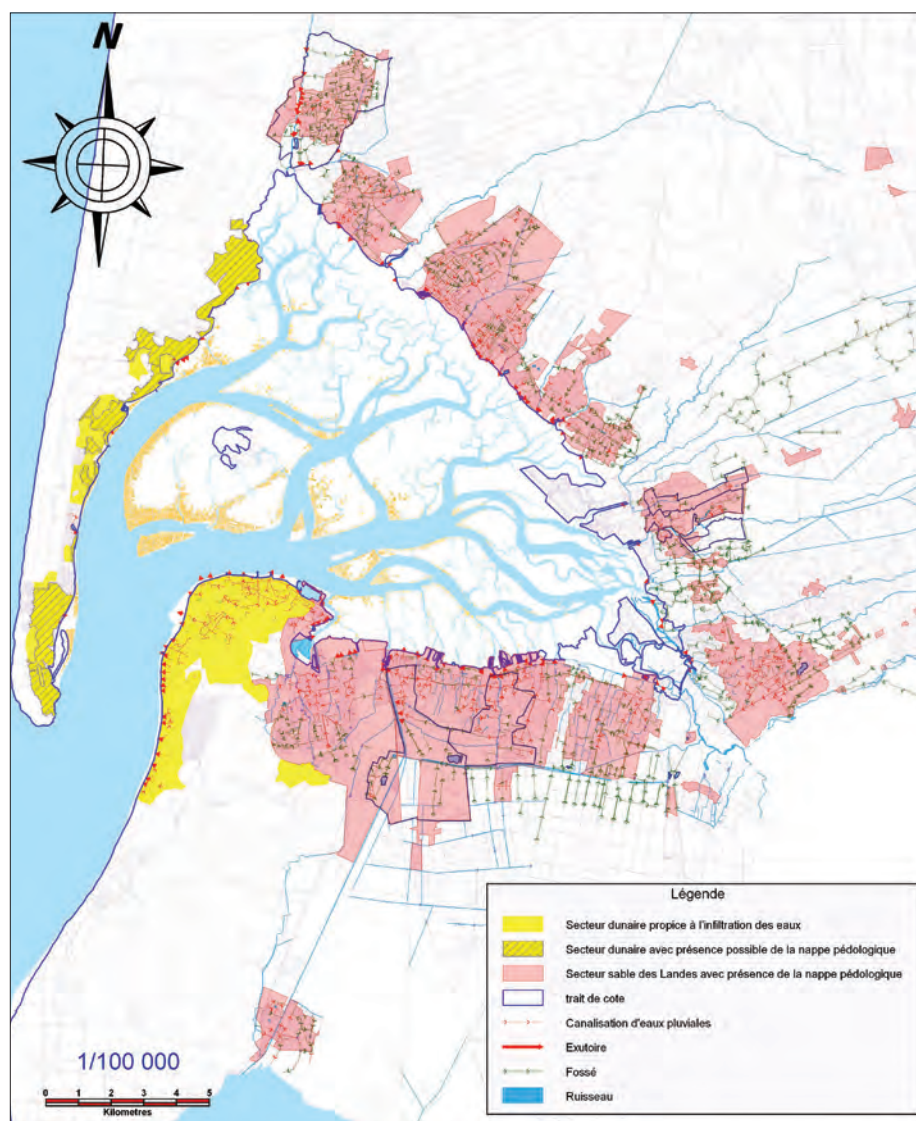 N
Légende
Secteur dunaire propice à l'infiltration des eaux
Secteur dunaire avec présence possible de la nappe pédologique
Secteur sable des Landes avec présence de la nappe pédologique
trait de cote
Canalisation d'eaux pluviales
Exutoire
Fossé
Ruisseau
1/100 000
0 1 2 3 4 5
Kilometres